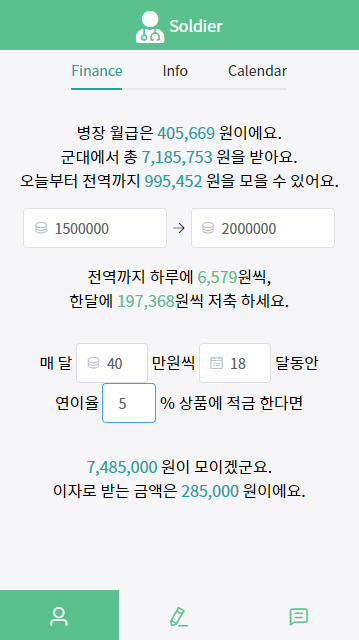 Soldier
Finance Info Calendar
병장 월급은 405,669 원이에요.
군대에서 총 7,185,753 원을 받아요.
오늘부터 전역까지 995,452 원을 모을 수 있어요.
1500000 → 2000000
전역까지 하루에 6,579원씩,
한달에 197,368원씩 저축 하세요.
매 달 40 만원씩 18 달동안
연이율 5 % 상품에 적금 한다면
7,485,000 원이 모이겠군요.
이자로 받는 금액은 285,000 원이에요.